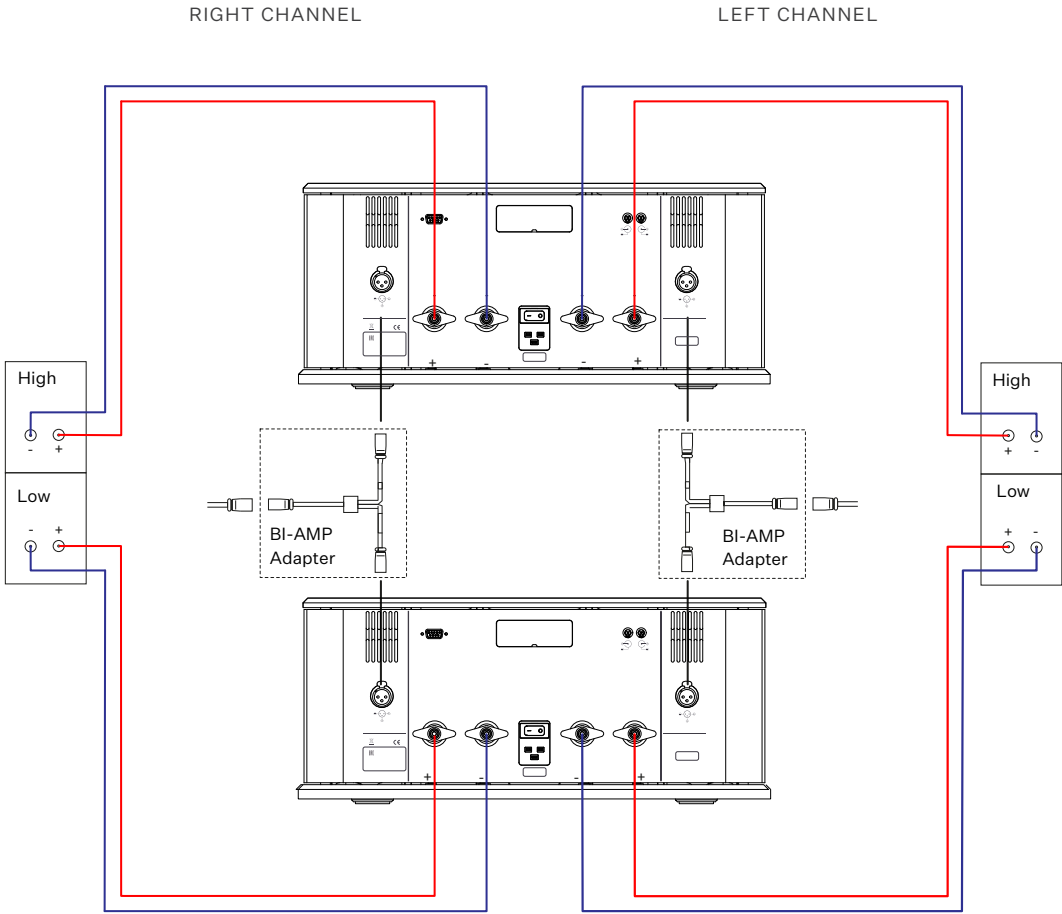 RIGHT CHANNEL
LEFT CHANNEL
+
-
-
+
High
-
+
High
+
-
Low
-
+
Low
+
-
BI-AMP
Adapter
BI-AMP
Adapter
+
-
-
+